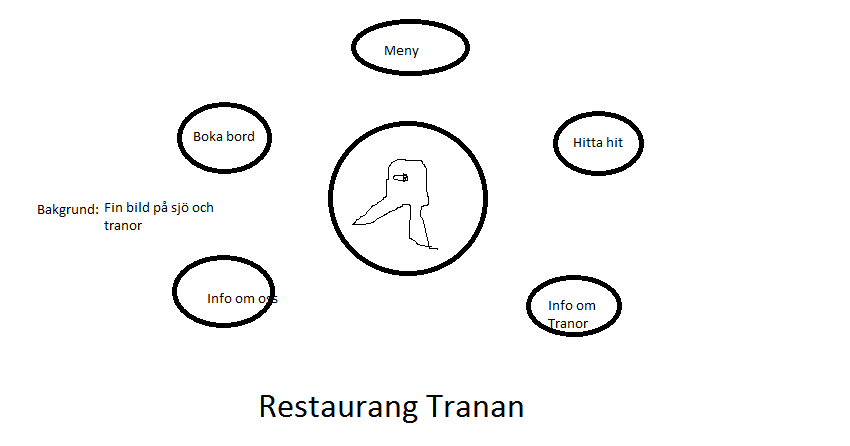 Meny
Boka bord
Hitta hit
Bakgrund: Fin bild på sjö och
tranor
Info om oss
Info om
Tranor
Restaurang Tranan